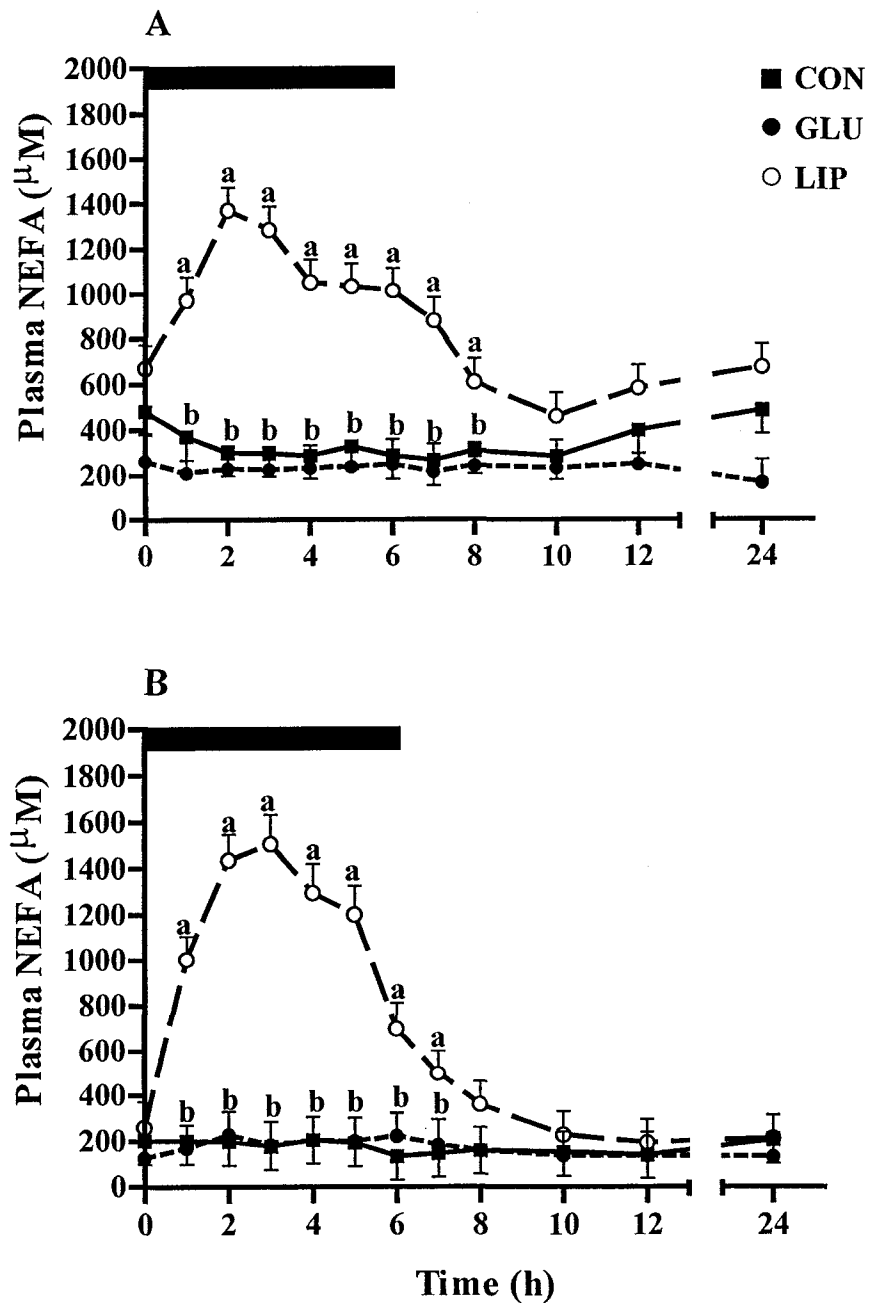 A
2000
1800
1600
1400
1200
1000
800
600
400
200
0
Plasma NEFA (μM)
CON
GLU
LIP
a a a a a a a a
b b b b b b b b
0 2 4 6 8 10 12 24
B
2000
1800
1600
1400
1200
1000
800
600
400
200
0
Plasma NEFA (μM)
a a a a a a a
b b b b b b b
0 2 4 6 8 10 12 24
Time (h)